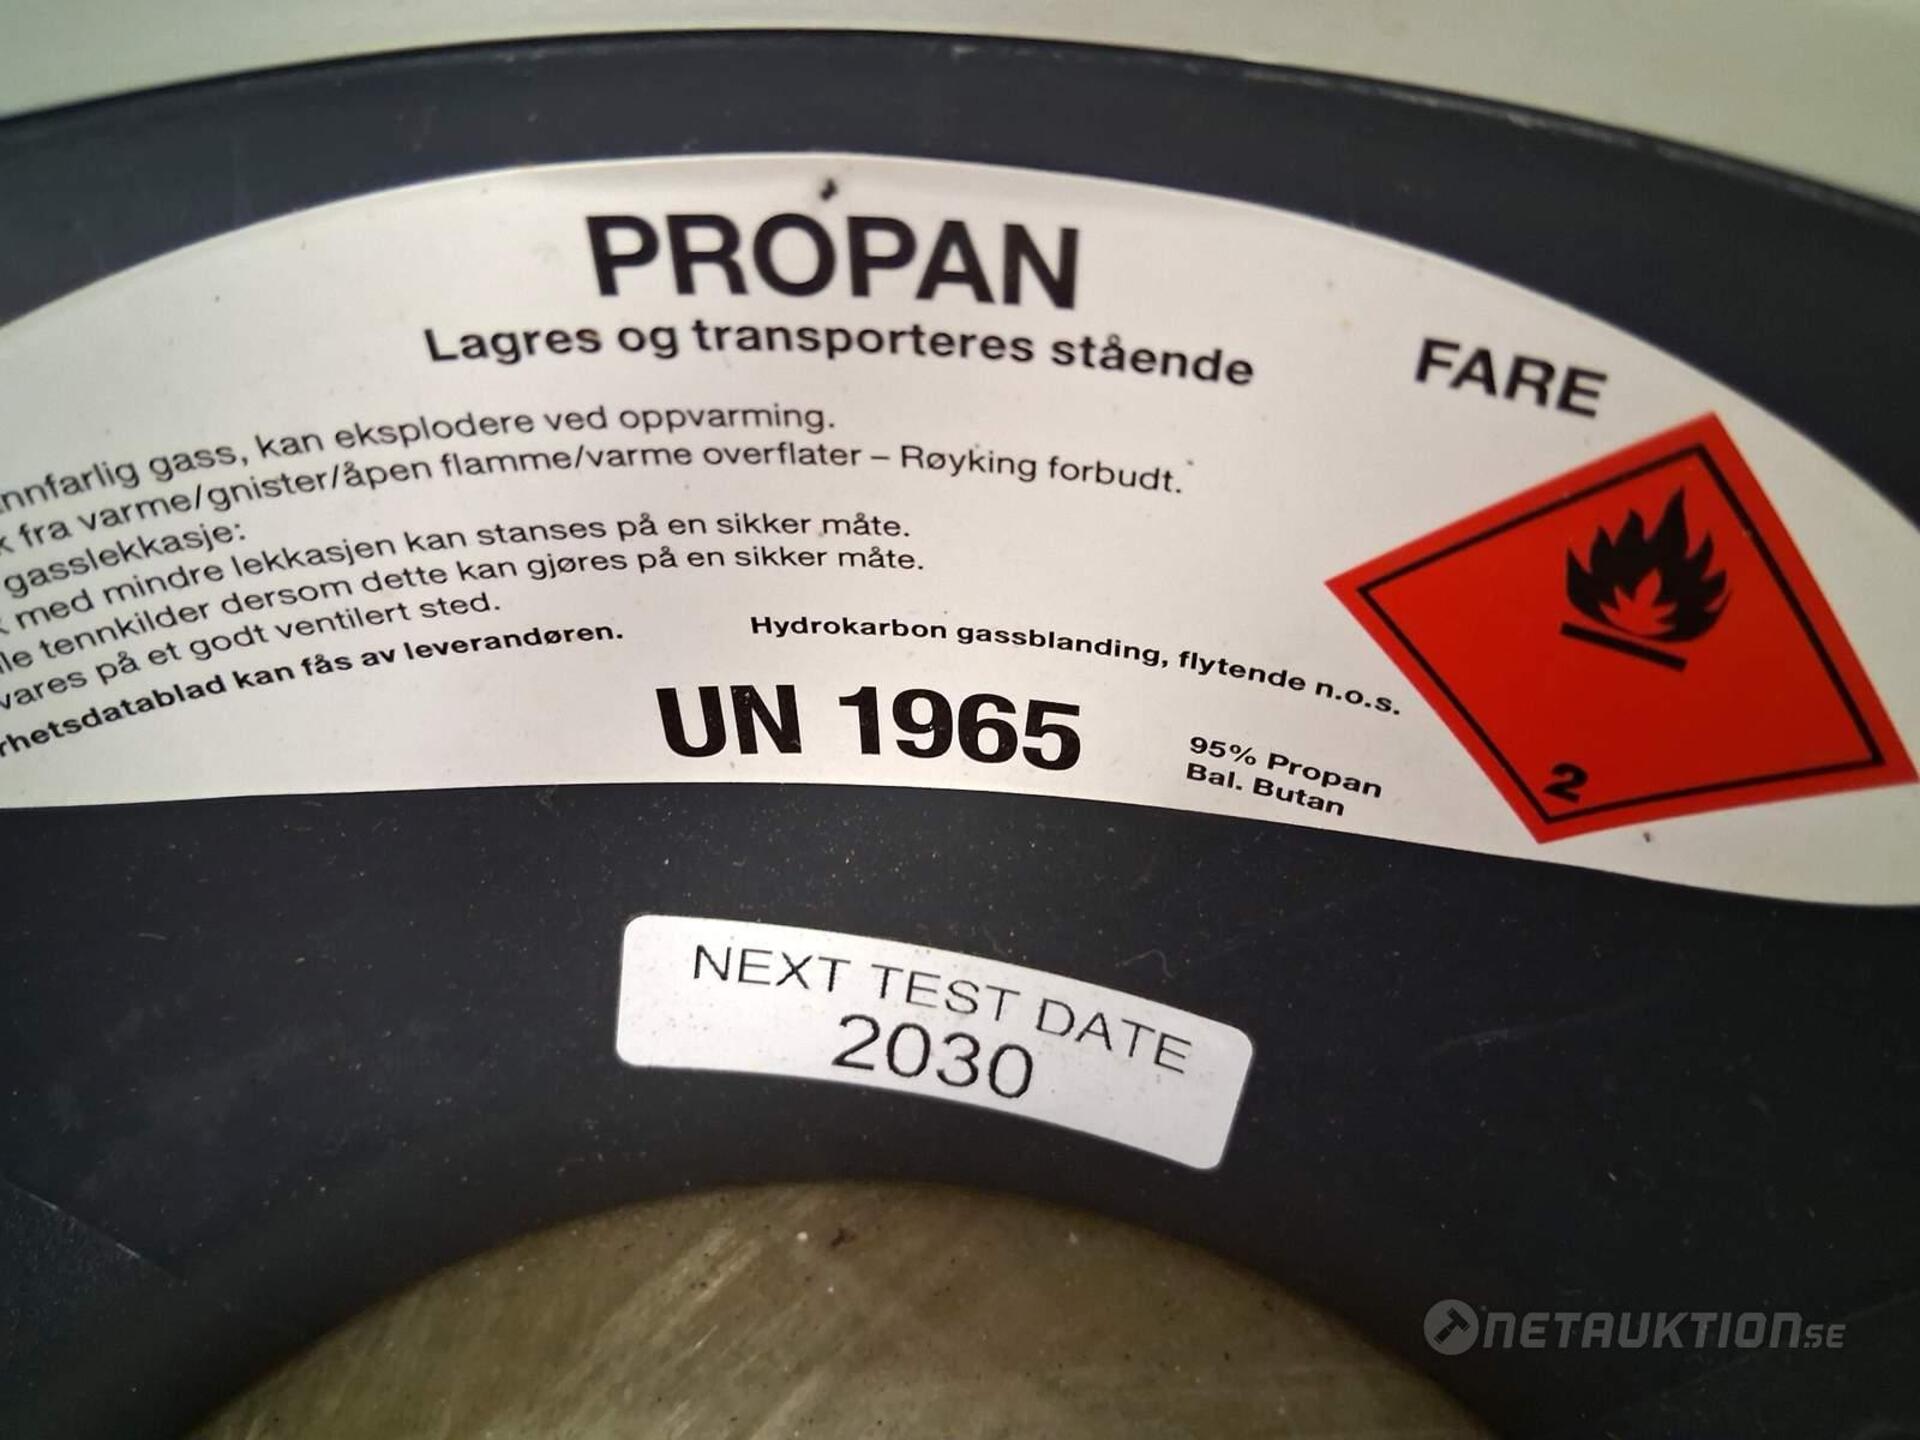 PROPAN
Lagres og transporteres stående
FARE
gass, kan eksplodere ved oppvarming.
fra varme/gnister/åpen flamme/varme overflater – Røyking forbudt.
gasslekkasje:
med mindre lekkasjen kan stanses på en sikker måte.
tennkilder dersom dette kan gjøres på en sikker måte.
på et godt ventilert sted.
kan fås av leverandøren.
Hydrokarbon gassblanding, flytende n.o.s.
UN 1965
95% Propan
Bal. Butan
2
NEXT TEST DATE
2030
NETAUKTION.SE